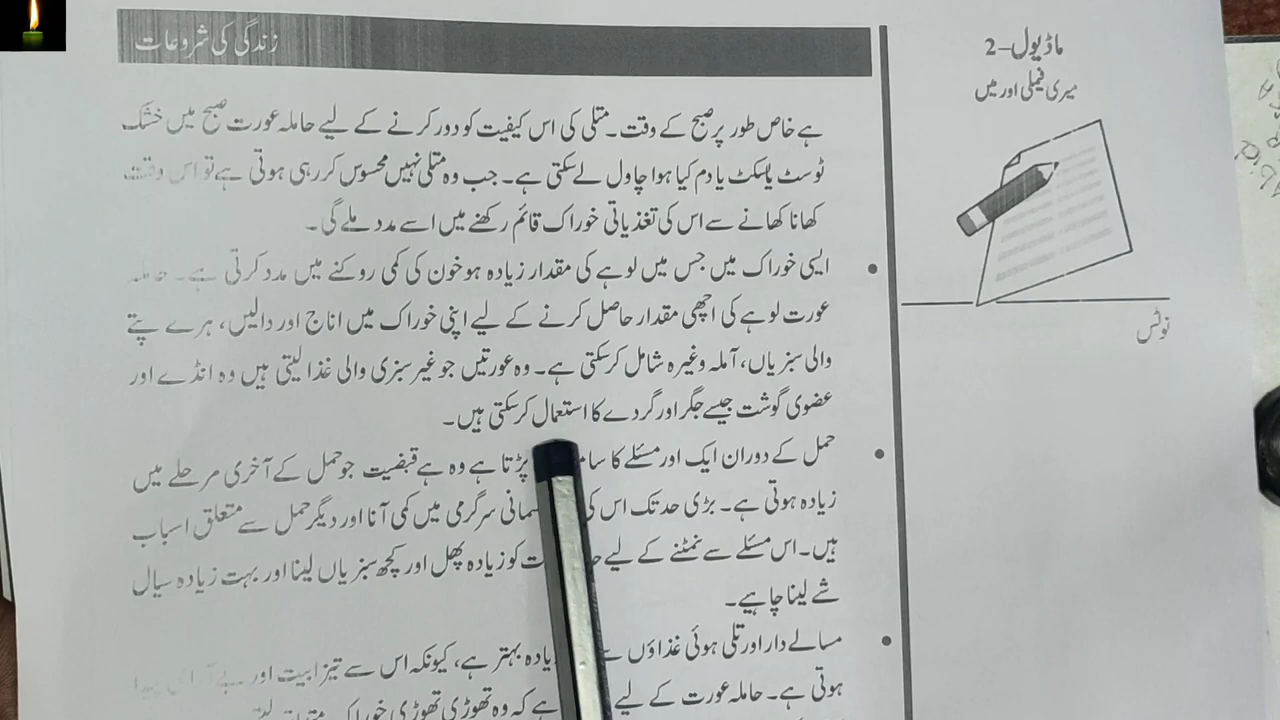 زندگی کی شروعات
ماڈیول-2
میری فیملی اور میں
نوٹس
ہے خاص طور پر صبح کے وقت۔ متلی کی اس کیفیت کو دور کرنے کے لیے حاملہ عورت صبح میں خشک
ٹوسٹ یا بسکٹ یا دم کیا ہوا چاول لے سکتی ہے۔ جب وہ متلی نہیں محسوس کر رہی ہوتی ہے تو اس وقت
کھانا کھانے سے اس کی تغذیاتی خوراک قائم رکھنے میں اسے مدد ملے گی۔
• ایسی خوراک میں جس میں لوہے کی مقدار زیادہ ہو خون کی کمی روکنے میں مدد کرتی ہے۔ حاملہ
عورت لوہے کی اچھی مقدار حاصل کرنے کے لیے اپنی خوراک میں اناج اور دالیں، ہرے پتے
والی سبزیاں، آملہ وغیرہ شامل کر سکتی ہے۔ وہ عورتیں جو غیر سبزی والی غذا لیتی ہیں وہ انڈے اور
عضوی گوشت جیسے جگر اور گردے کا استعمال کر سکتی ہیں۔
• حمل کے دوران ایک اور مسئلے کا پڑتا ہے وہ ہے قبضیت جو حمل کے آخری مرحلے میں
زیادہ ہوتی ہے۔ بڑی حد تک اس کی سرگرمی میں کمی آنا اور دیگر حمل سے متعلق اسباب
ہیں۔ اس مسئلے سے نمٹنے کے لیے کو زیادہ پھل اور کچھ سبزیاں لینا اور بہت زیادہ سیال
شے لینا چاہیے۔
• مسالے دار اور تلی ہوئی غذاؤں بہتر ہے، کیونکہ اس سے تیزابیت اور
ہوتی ہے۔ حاملہ عورت کے لیے ہے کہ وہ تھوڑی تھوڑی خوراک